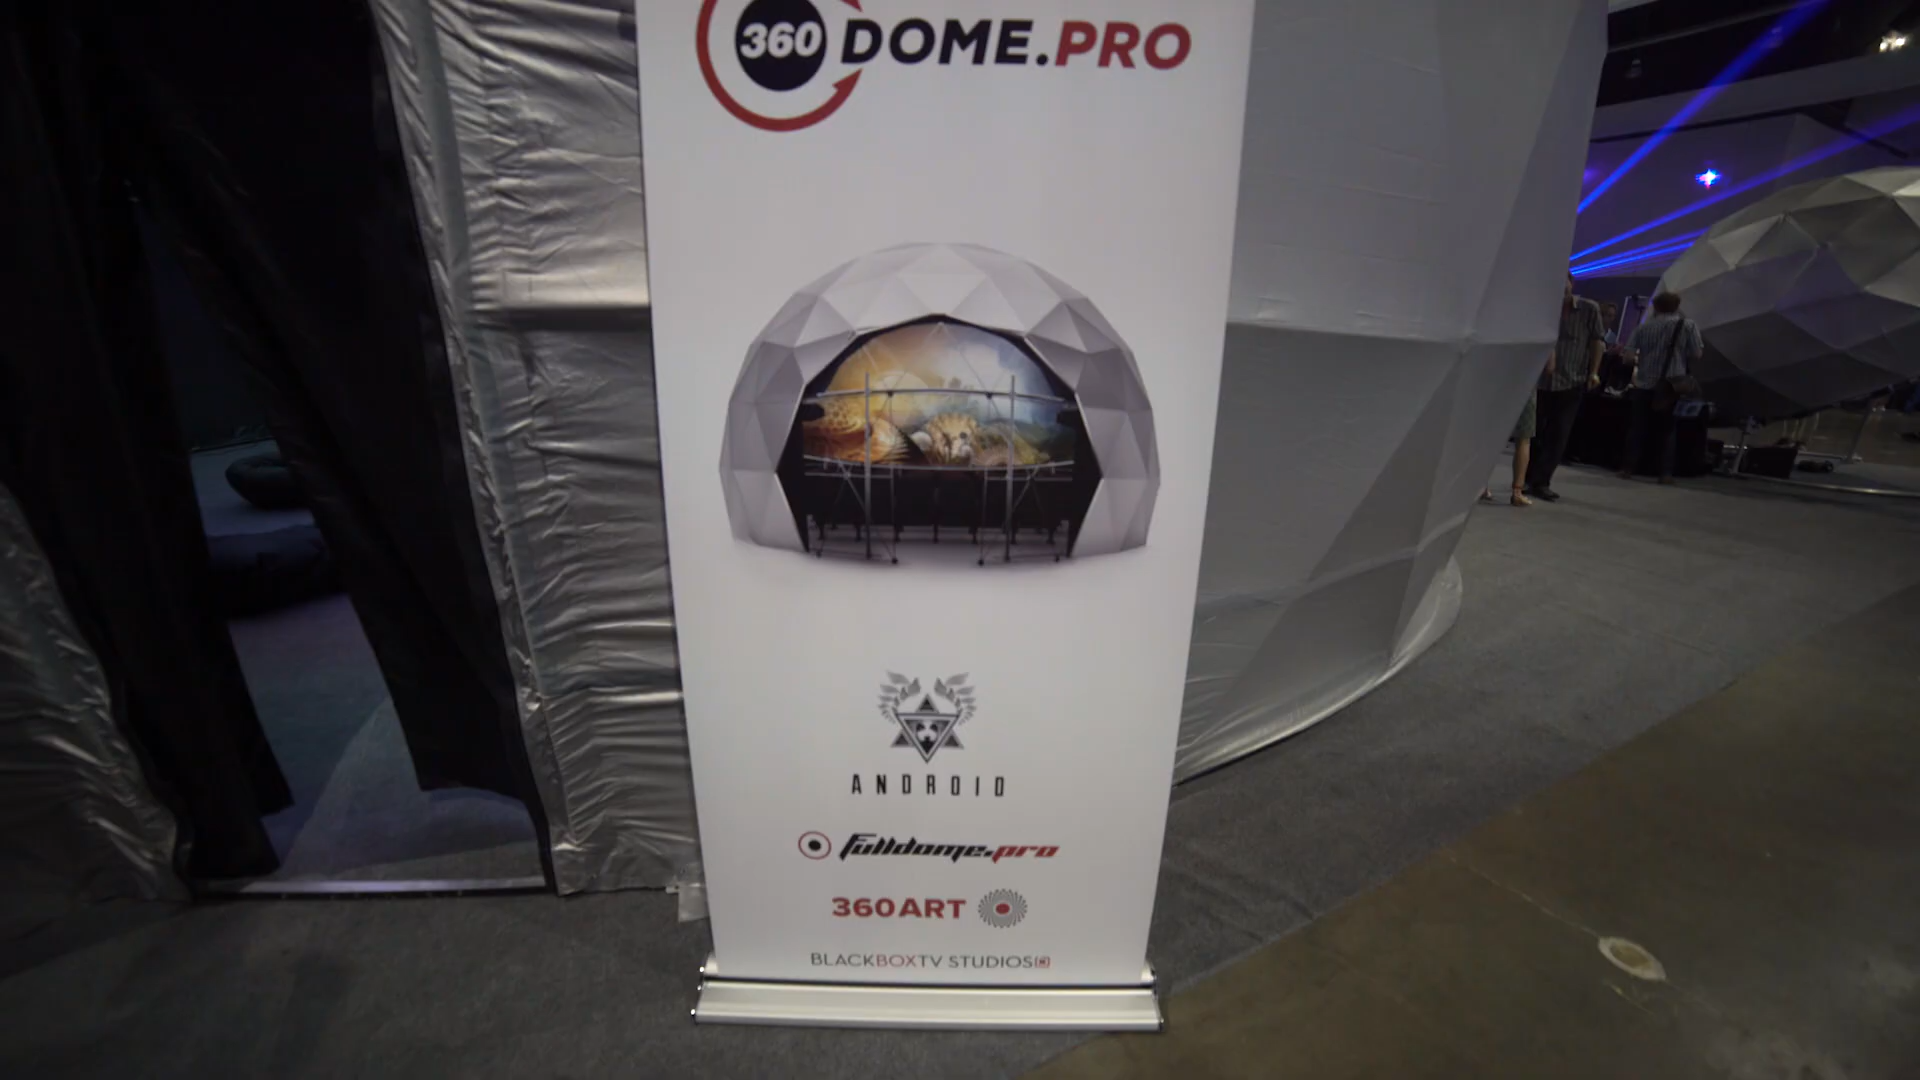 360 DOME.PRO
ANDROID
Fulldome.pro
360ART
BLACKBOXTV STUDIOS